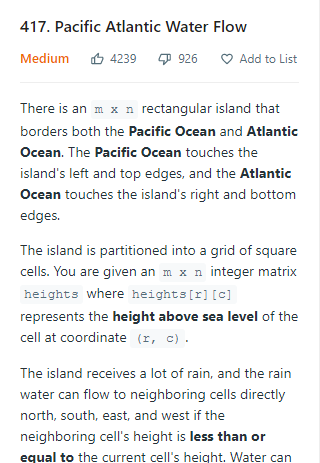 417. Pacific Atlantic Water Flow
Medium 4239 926 Add to List
There is an m x n rectangular island that
borders both the Pacific Ocean and Atlantic
Ocean. The Pacific Ocean touches the
island's left and top edges, and the Atlantic
Ocean touches the island's right and bottom
edges.
The island is partitioned into a grid of square
cells. You are given an m x n integer matrix
heights where heights[r][c]
represents the height above sea level of the
cell at coordinate (r, c).
The island receives a lot of rain, and the rain
water can flow to neighboring cells directly
north, south, east, and west if the
neighboring cell's height is less than or
equal to the current cell's height. Water can